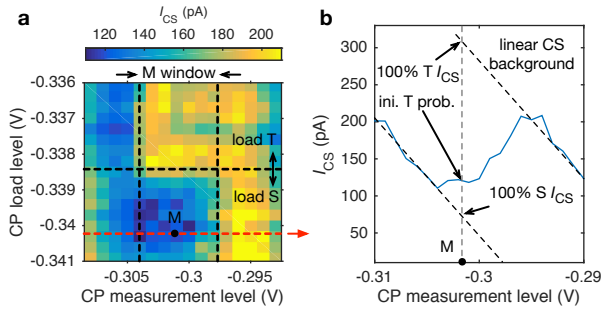 a
I_CS (pA)
120 140 160 180 200
M window
CP load level (V)
-0.336
-0.337
-0.338
-0.339
-0.34
-0.341
load T
load S
M
-0.305 -0.3 -0.295
CP measurement level (V)
b
I_CS (pA)
300
250
200
150
100
50
linear CS
background
100% T I_CS
ini. T prob.
100% S I_CS
M
-0.31 -0.3 -0.29
CP measurement level (V)